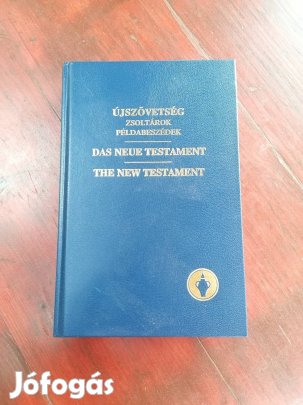 ÚJSZÖVETSÉG
ZSOLTÁROK
PÉLDABESZÉDEK
DAS NEUE TESTAMENT
THE NEW TESTAMENT
Jófogás